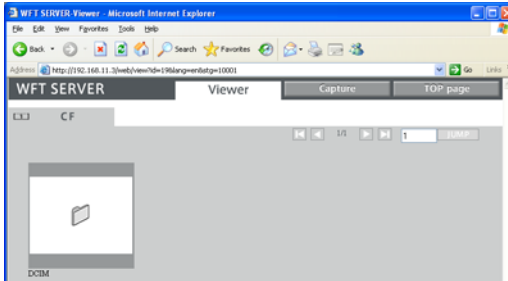 WFT SERVER-Viewer - Microsoft Internet Explorer
File Edit View Favorites Tools Help
Back Search Favorites
Address http://192.168.11.3/web/view?id=19&lang=en&stg=10001 Go Links
WFT SERVER Viewer Capture TOP page
CF
1/1 1 JUMP
DCIM